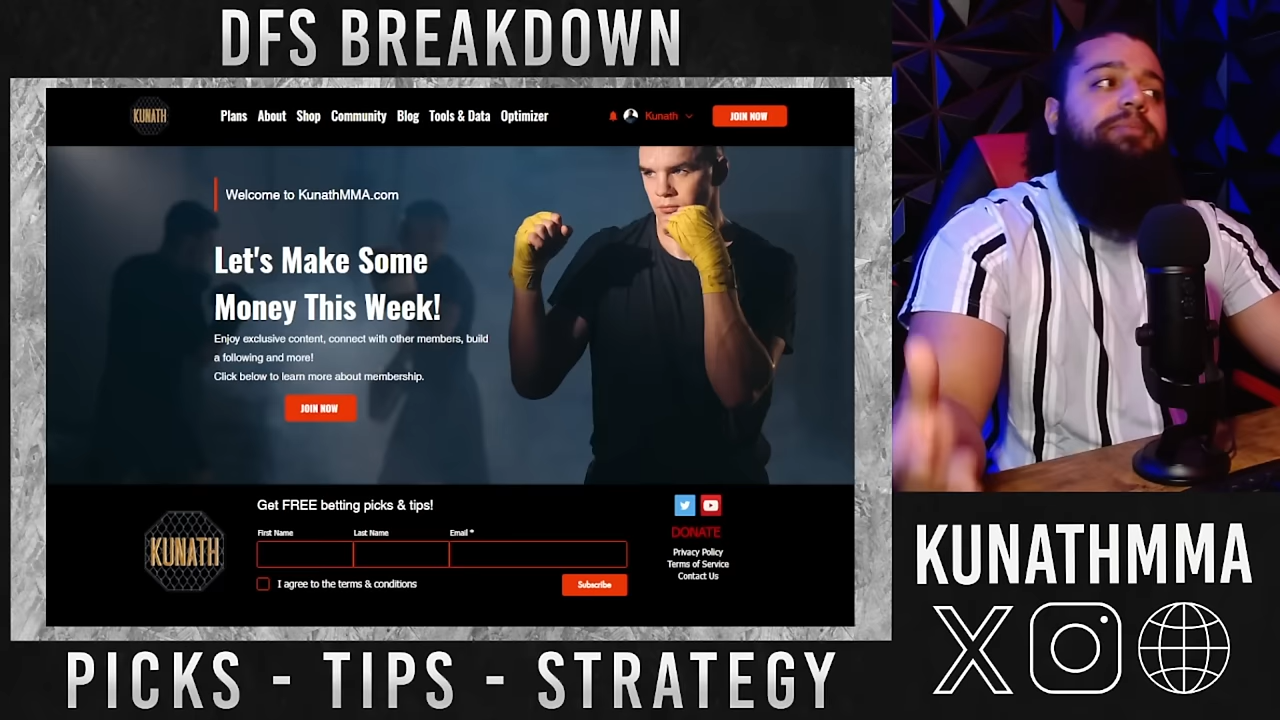 DFS BREAKDOWN
KUNATH
Plans About Shop Community Blog Tools & Data Optimizer
Kunath
JOIN NOW
Welcome to KunathMMA.com
Let's Make Some
Money This Week!
Enjoy exclusive content, connect with other members, build
a following and more!
Click below to learn more about membership.
JOIN NOW
KUNATH
Get FREE betting picks & tips!
First Name Last Name Email *
I agree to the terms & conditions
Subscribe
DONATE
Privacy Policy
Terms of Service
Contact Us
KUNATHMMA
PICKS - TIPS - STRATEGY